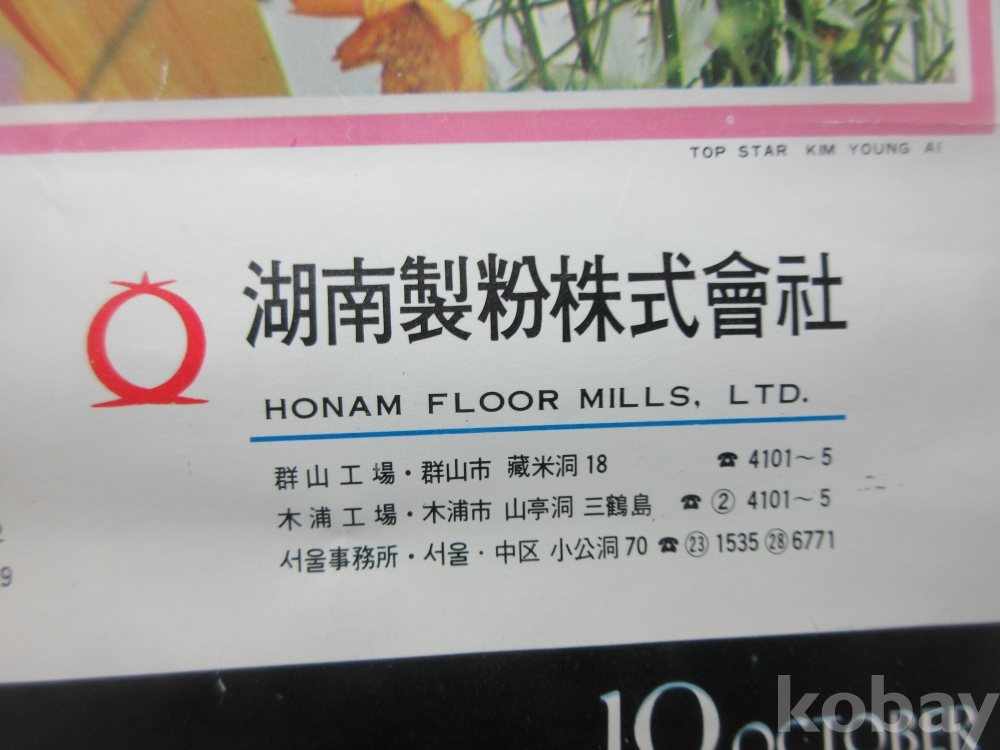 TOP STAR KIM YOUNG AI
湖南製粉株式會社
HONAM FLOOR MILLS, LTD.
群山工場・群山市 藏米洞 18 ☎ 4101～5
木浦工場・木浦市 山亭洞 三鶴島 ☎ ② 4101～5
서울事務所・서울・中区 小公洞 70 ☎ ㉓ 1535 ㉘ 6771
2
9
10 OCTOBER
kobay